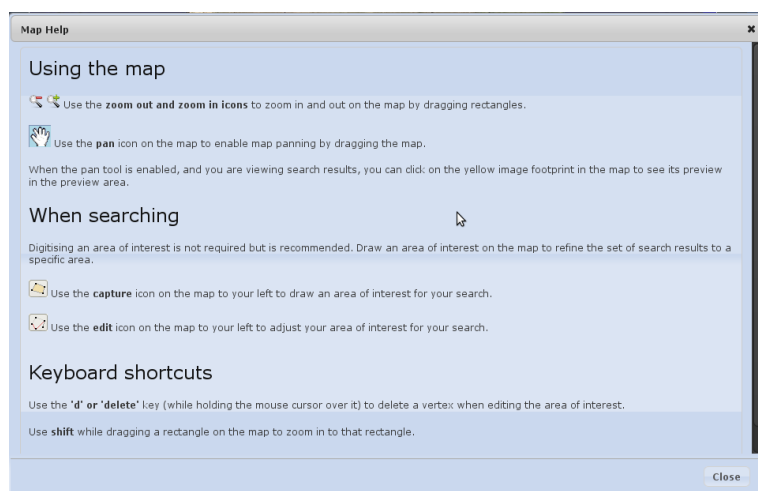 Map Help
Using the map
Use the zoom out and zoom in icons to zoom in and out on the map by dragging rectangles.
Use the pan icon on the map to enable map panning by dragging the map.
When the pan tool is enabled, and you are viewing search results, you can click on the yellow image footprint in the map to see its preview
in the preview area.
When searching
Digitising an area of interest is not required but is recommended. Draw an area of interest on the map to refine the set of search results to a
specific area.
Use the capture icon on the map to your left to draw an area of interest for your search.
Use the edit icon on the map to your left to adjust your area of interest for your search.
Keyboard shortcuts
Use the 'd' or 'delete' key (while holding the mouse cursor over it) to delete a vertex when editing the area of interest.
Use shift while dragging a rectangle on the map to zoom in to that rectangle.
Close